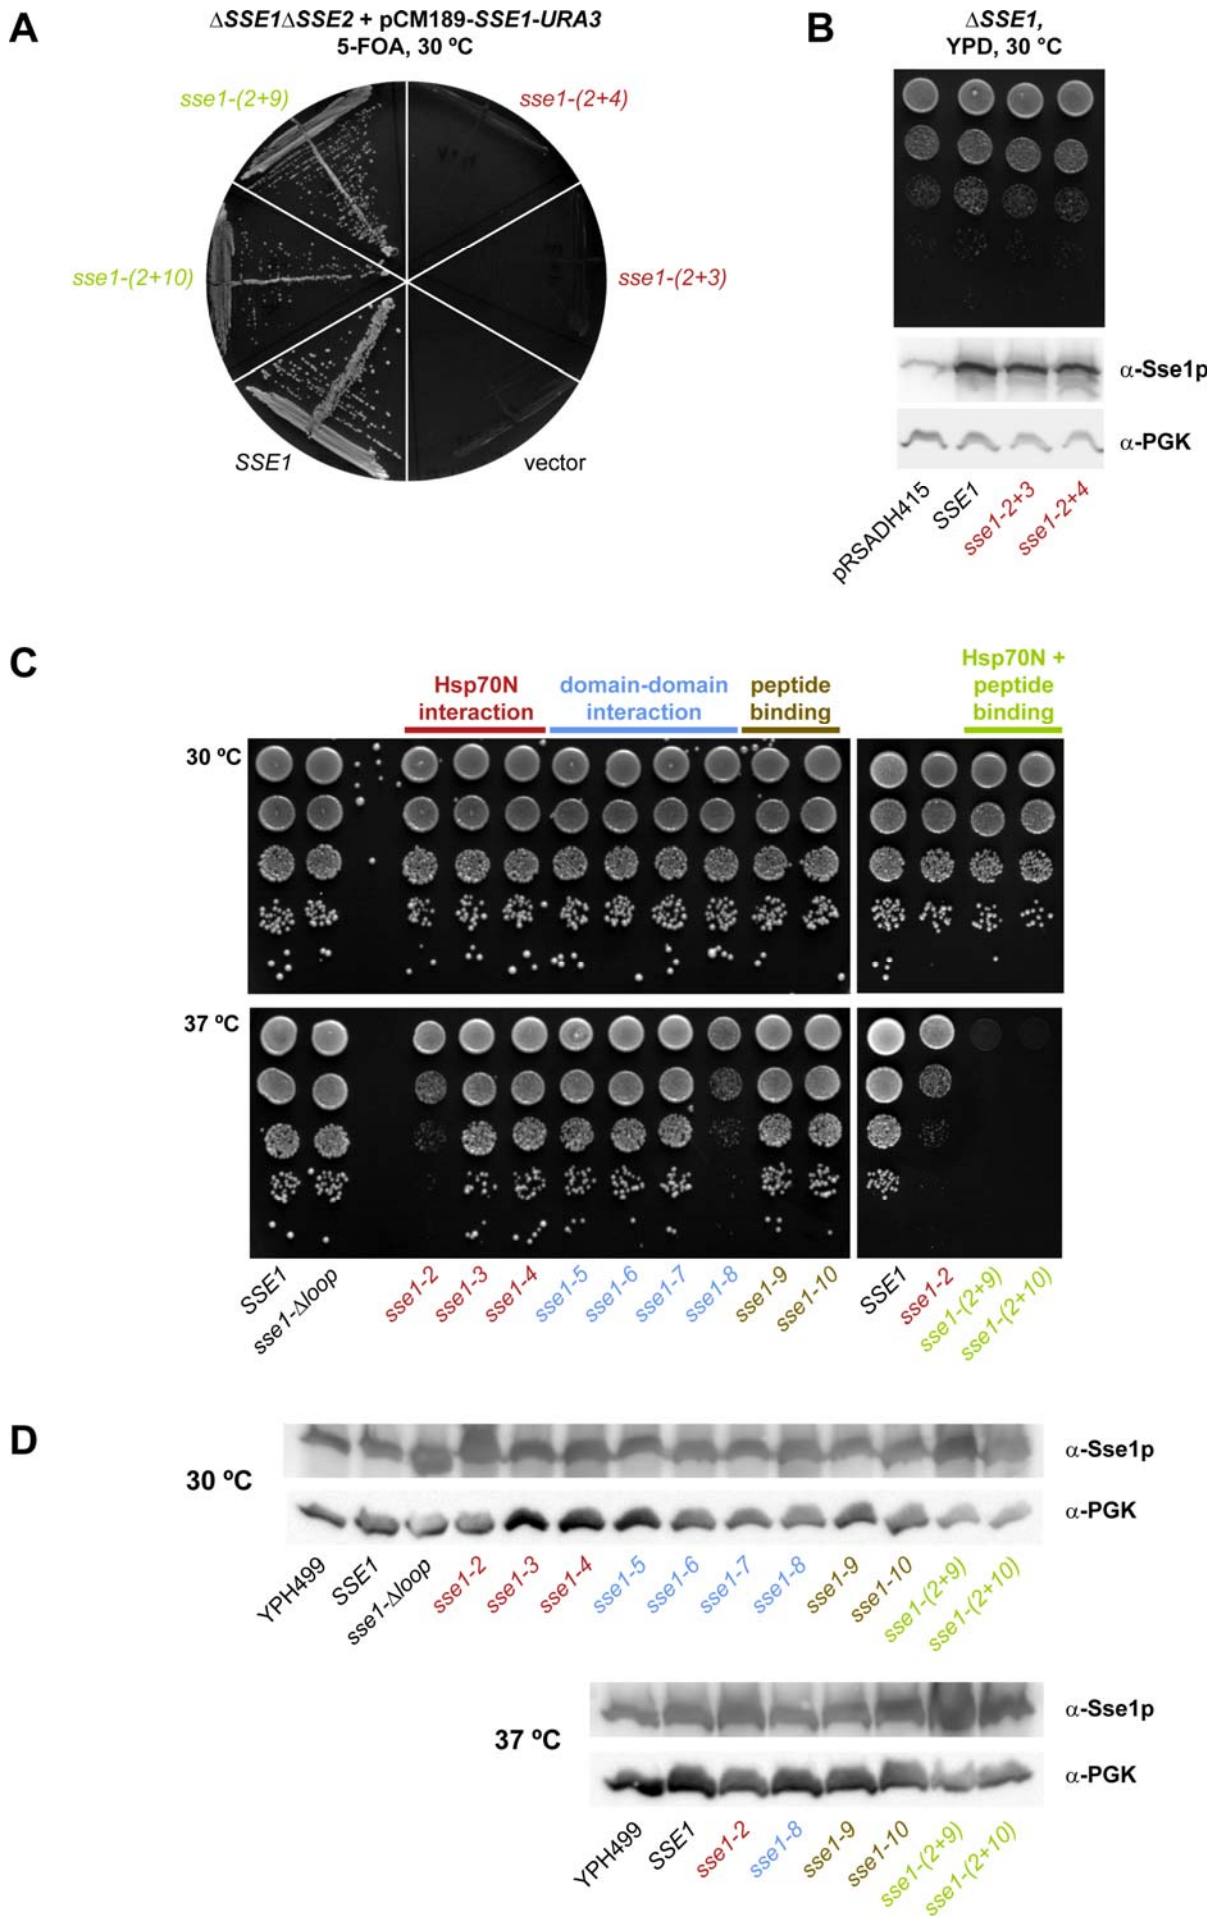 A
ΔSSE1ΔSSE2 + pCM189-SSE1-URA3
5-FOA, 30 ºC
sse1-(2+9)
sse1-(2+4)
sse1-(2+10)
sse1-(2+3)
SSE1
vector
B
ΔSSE1,
YPD, 30 °C
α-Sse1p
α-PGK
pRSADH415
SSE1
sse1-2+3
sse1-2+4
C
Hsp70N
interaction
domain-domain
interaction
peptide
binding
Hsp70N +
peptide
binding
30 ºC
37 ºC
SSE1
sse1-Δloop
sse1-2
sse1-3
sse1-4
sse1-5
sse1-6
sse1-7
sse1-8
sse1-9
sse1-10
SSE1
sse1-2
sse1-(2+9)
sse1-(2+10)
D
30 ºC
α-Sse1p
α-PGK
YPH499
SSE1
sse1-Δloop
sse1-2
sse1-3
sse1-4
sse1-5
sse1-6
sse1-7
sse1-8
sse1-9
sse1-10
sse1-(2+9)
sse1-(2+10)
37 ºC
α-Sse1p
α-PGK
YPH499
SSE1
sse1-2
sse1-8
sse1-9
sse1-10
sse1-(2+9)
sse1-(2+10)